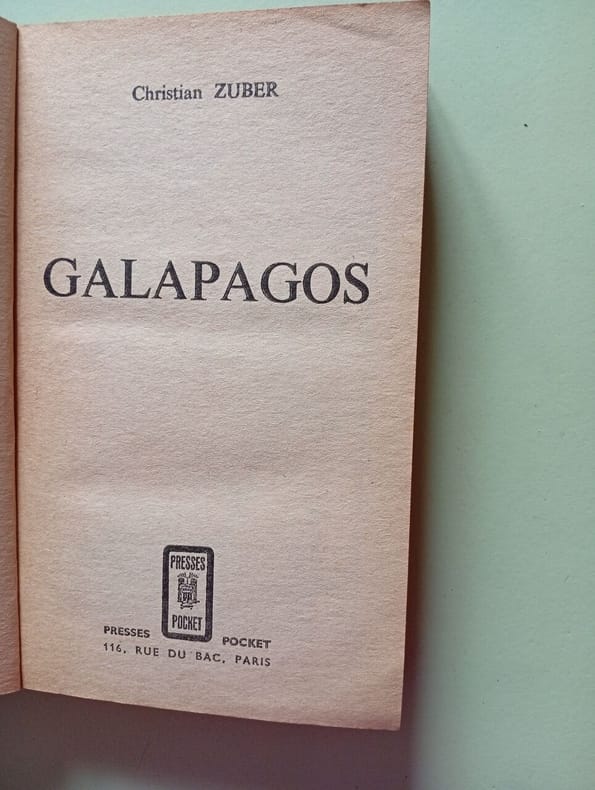 Christian ZUBER
GALAPAGOS
PRESSES
POCKET
PRESSES POCKET
116, RUE DU BAC, PARIS